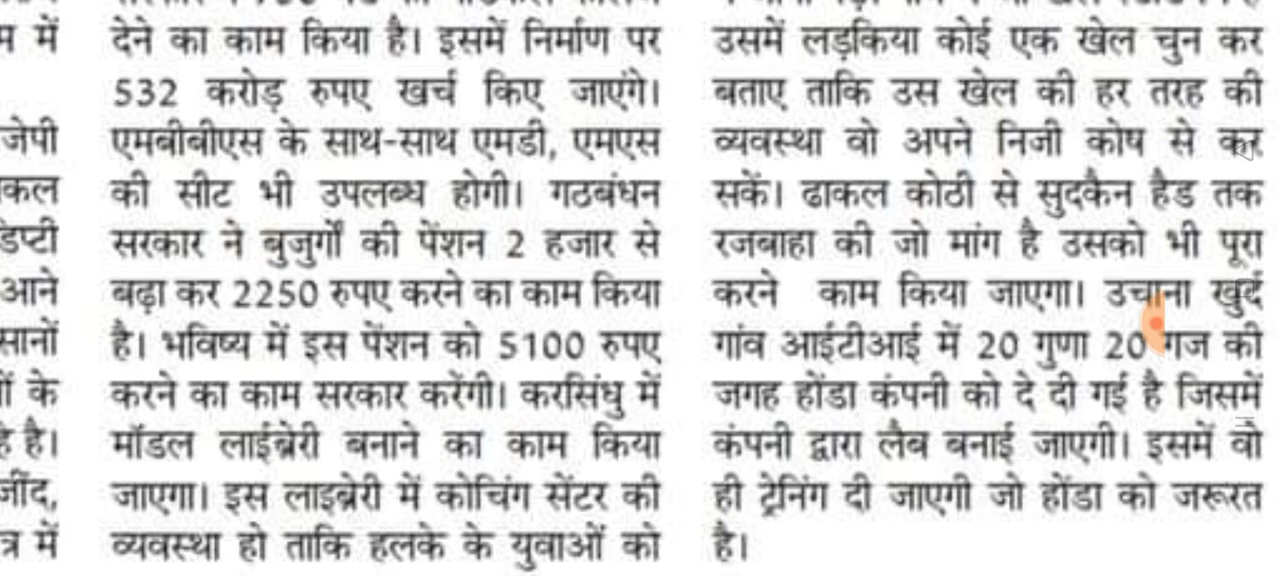 म में
जेपी
कल
डिप्टी
आने
सानों
ों के
है है।
जींद,
त्र में
देने का काम किया है। इसमें निर्माण पर
532 करोड़ रुपए खर्च किए जाएंगे।
एमबीबीएस के साथ-साथ एमडी, एमएस
की सीट भी उपलब्ध होगी। गठबंधन
सरकार ने बुजुर्गों की पेंशन 2 हजार से
बढ़ा कर 2250 रुपए करने का काम किया
है। भविष्य में इस पेंशन को 5100 रुपए
करने का काम सरकार करेंगी। करसिंधु में
मॉडल लाईब्रेरी बनाने का काम किया
जाएगा। इस लाइब्रेरी में कोचिंग सेंटर की
व्यवस्था हो ताकि हलके के युवाओं को
उसमें लड़किया कोई एक खेल चुन कर
बताए ताकि उस खेल की हर तरह की
व्यवस्था वो अपने निजी कोष से कर
सकें। ढाकल कोठी से सुदकैन हैड तक
रजबाहा की जो मांग है उसको भी पूरा
करने काम किया जाएगा। उचाना खुर्द
गांव आईटीआई में 20 गुणा 20 गज की
जगह होंडा कंपनी को दे दी गई है जिसमें
कंपनी द्वारा लैब बनाई जाएगी। इसमें वो
ही ट्रेनिंग दी जाएगी जो होंडा को जरूरत
है।